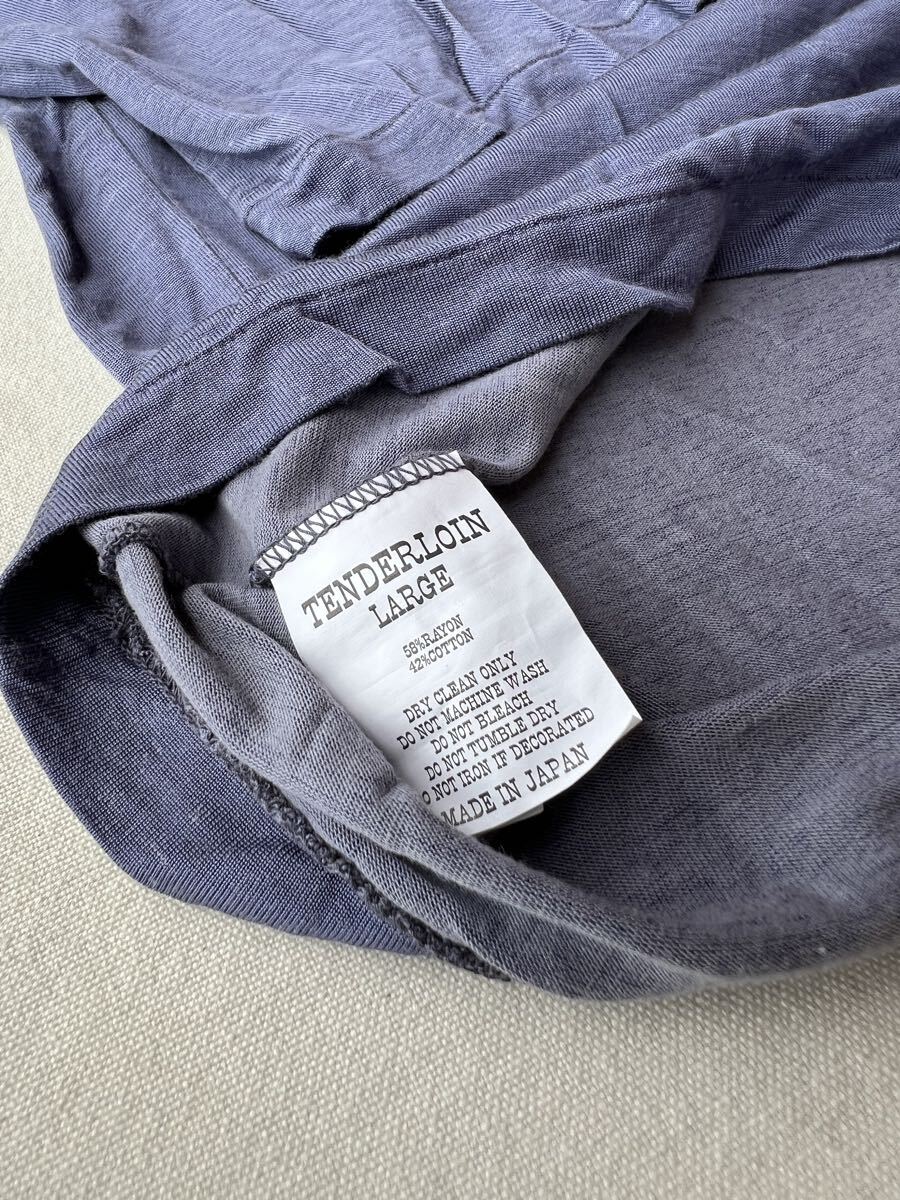 TENDERLOIN
LARGE
58%RAYON
42%COTTON
DRY CLEAN ONLY
DO NOT MACHINE WASH
DO NOT BLEACH
DO NOT TUMBLE DRY
O NOT IRON IF DECORATED
MADE IN JAPAN